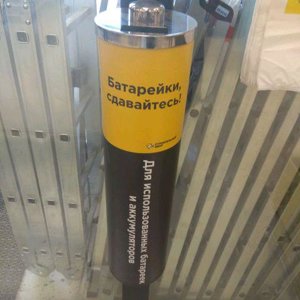 Батарейки,
сдавайтесь!
Для использованных батареек
и аккумуляторов